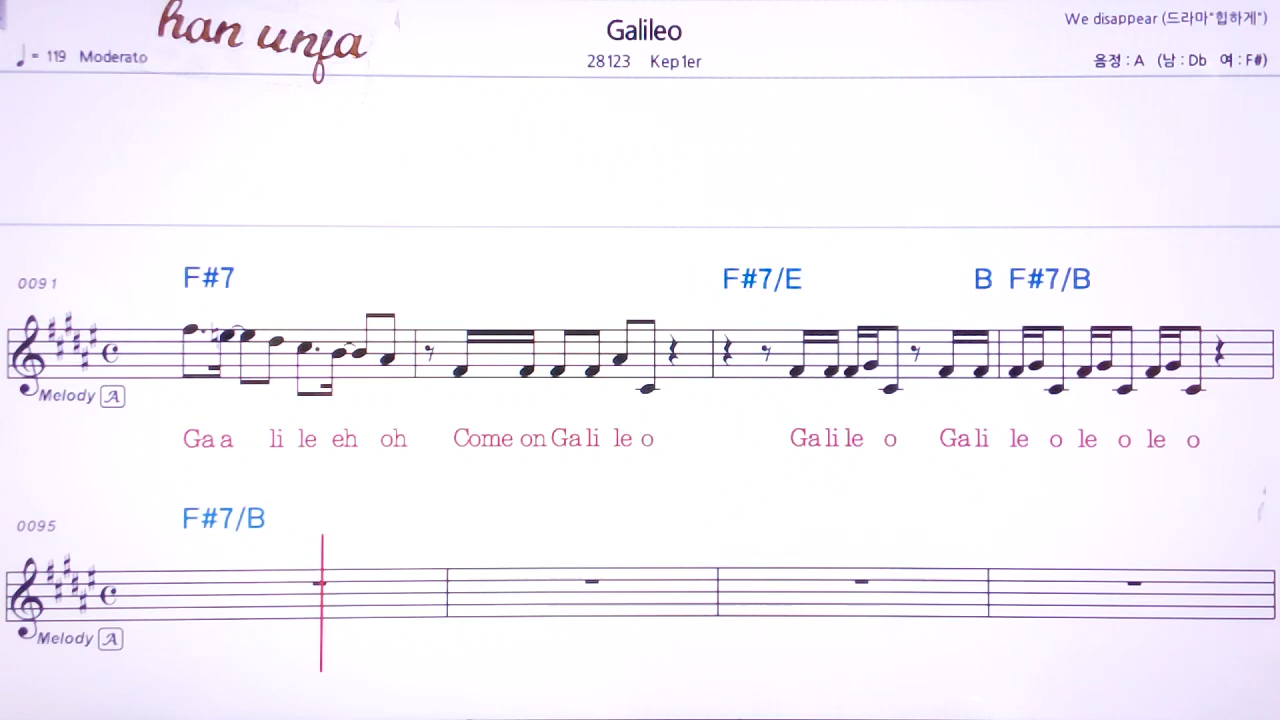 han unfa
Galileo
We disappear (드라마"힙하게")
♩= 119 Moderato
28123 Kep1er
음정 : A (남 : Db 여 : F#)
0091
F#7 F#7/E B F#7/B
Melody A
Ga a li le eh oh Come on Ga li le o Ga li le o Ga li le o le o le o
0095
F#7/B
Melody A